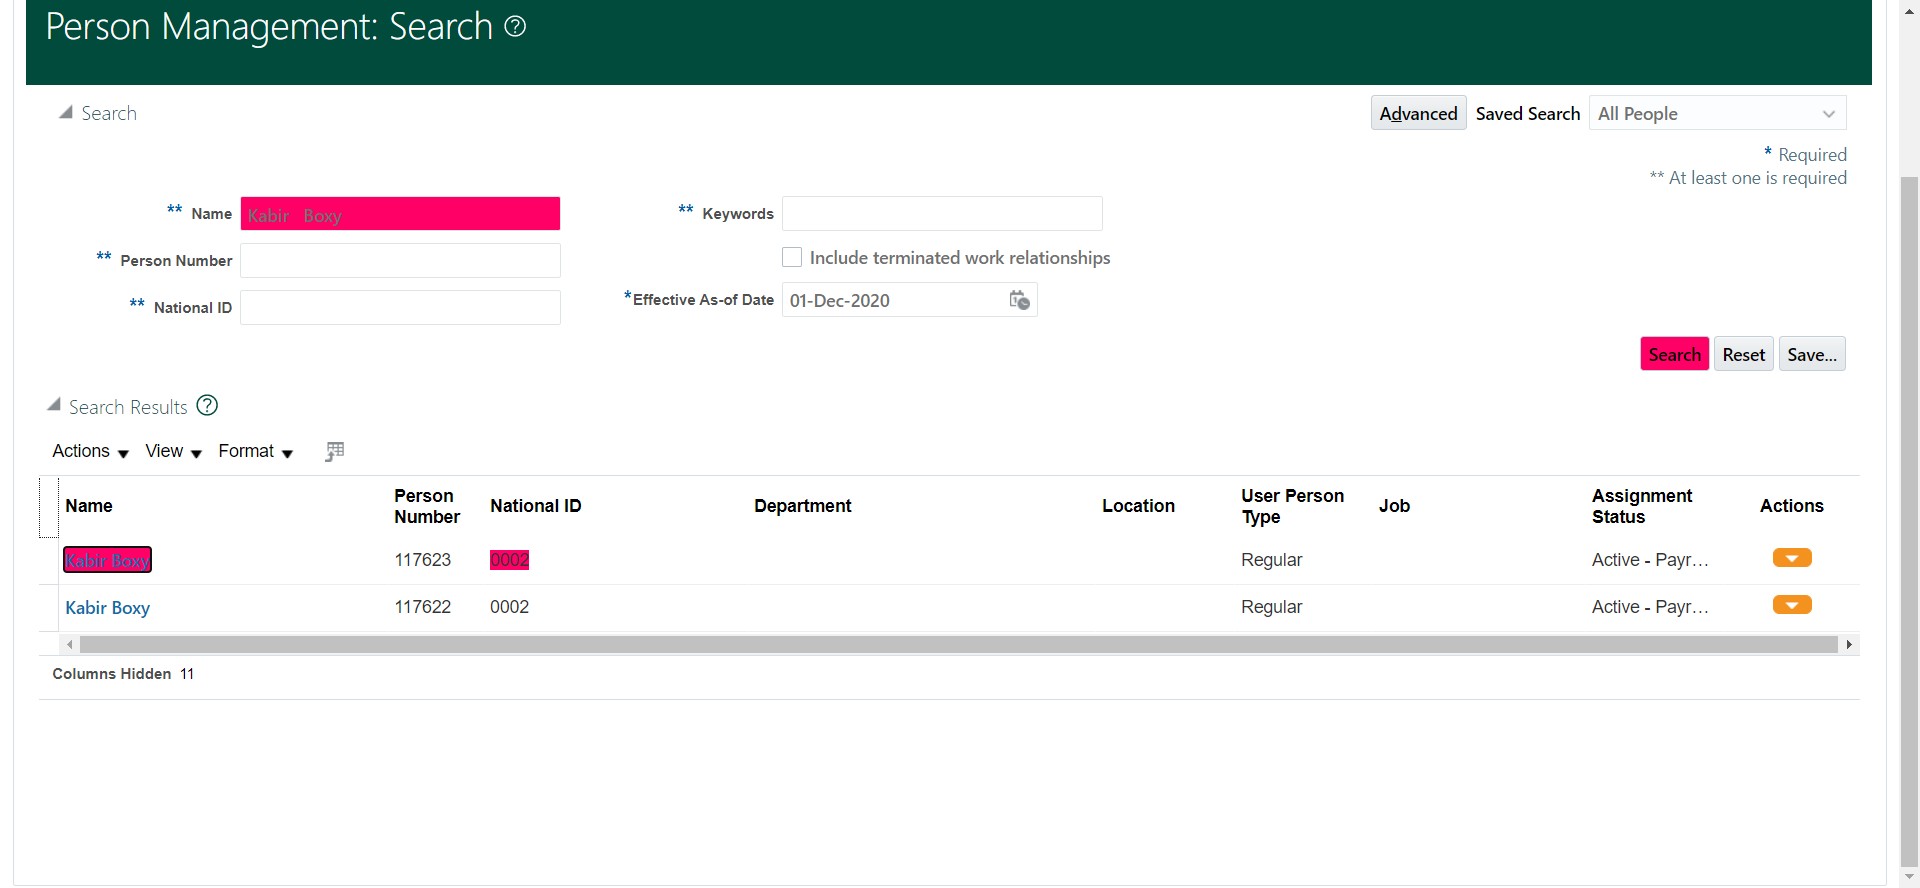 Person Management: Search ?
Search
Advanced Saved Search All People
* Required
** At least one is required
** Name Kabir Boxy
** Keywords
** Person Number
Include terminated work relationships
** National ID
*Effective As-of Date 01-Dec-2020
Search Reset Save...
Search Results ?
Actions View Format
Name Person Number National ID Department Location User Person Type Job Assignment Status Actions
Kabir Boxy 117623 0002 Regular Active - Payr...
Kabir Boxy 117622 0002 Regular Active - Payr...
Columns Hidden 11